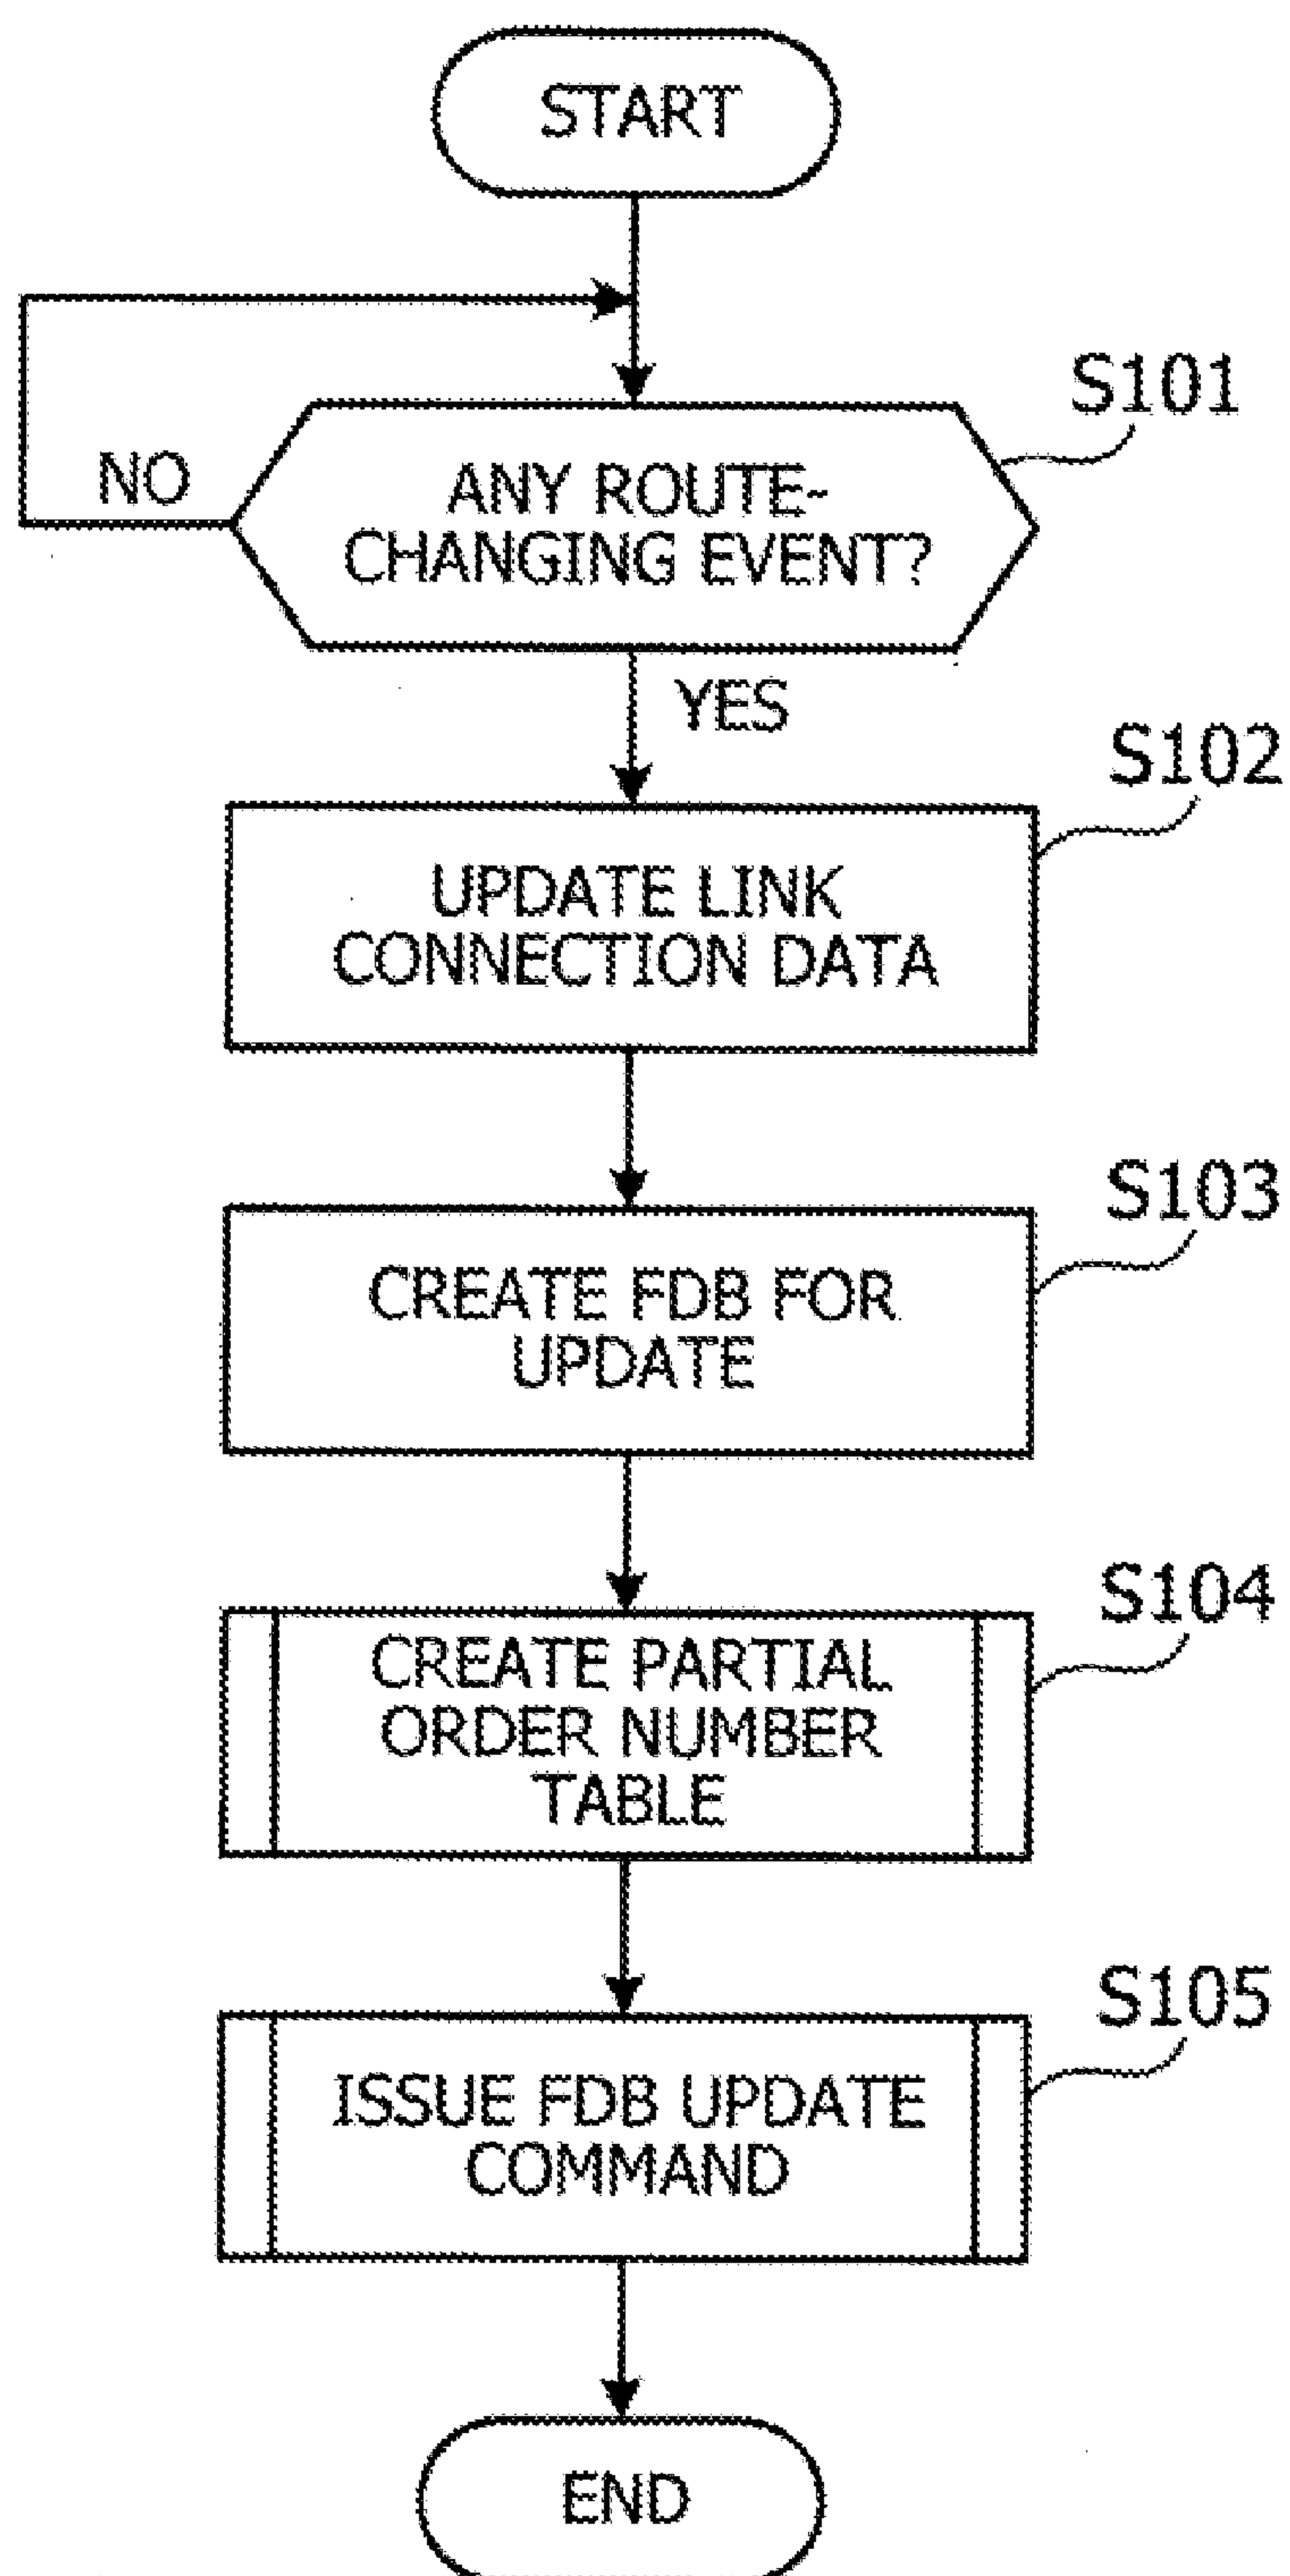 START
S101
NO
ANY ROUTE-
CHANGING EVENT?
YES
S102
UPDATE LINK
CONNECTION DATA
S103
CREATE FDB FOR
UPDATE
S104
CREATE PARTIAL
ORDER NUMBER
TABLE
S105
ISSUE FDB UPDATE
COMMAND
END